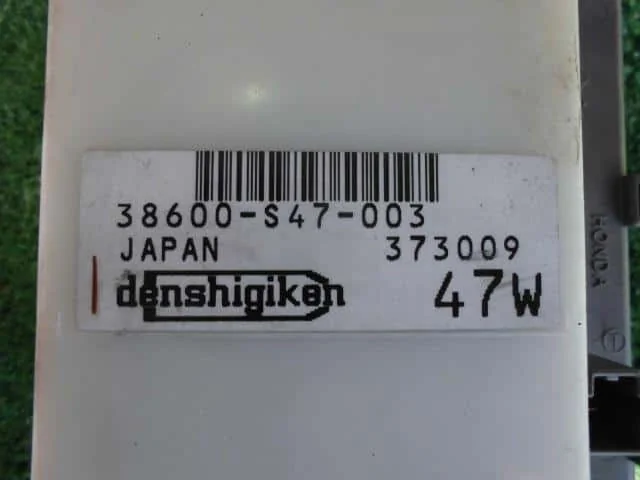 38600-S47-003
JAPAN 373009
denshigiken 47W
HONDA